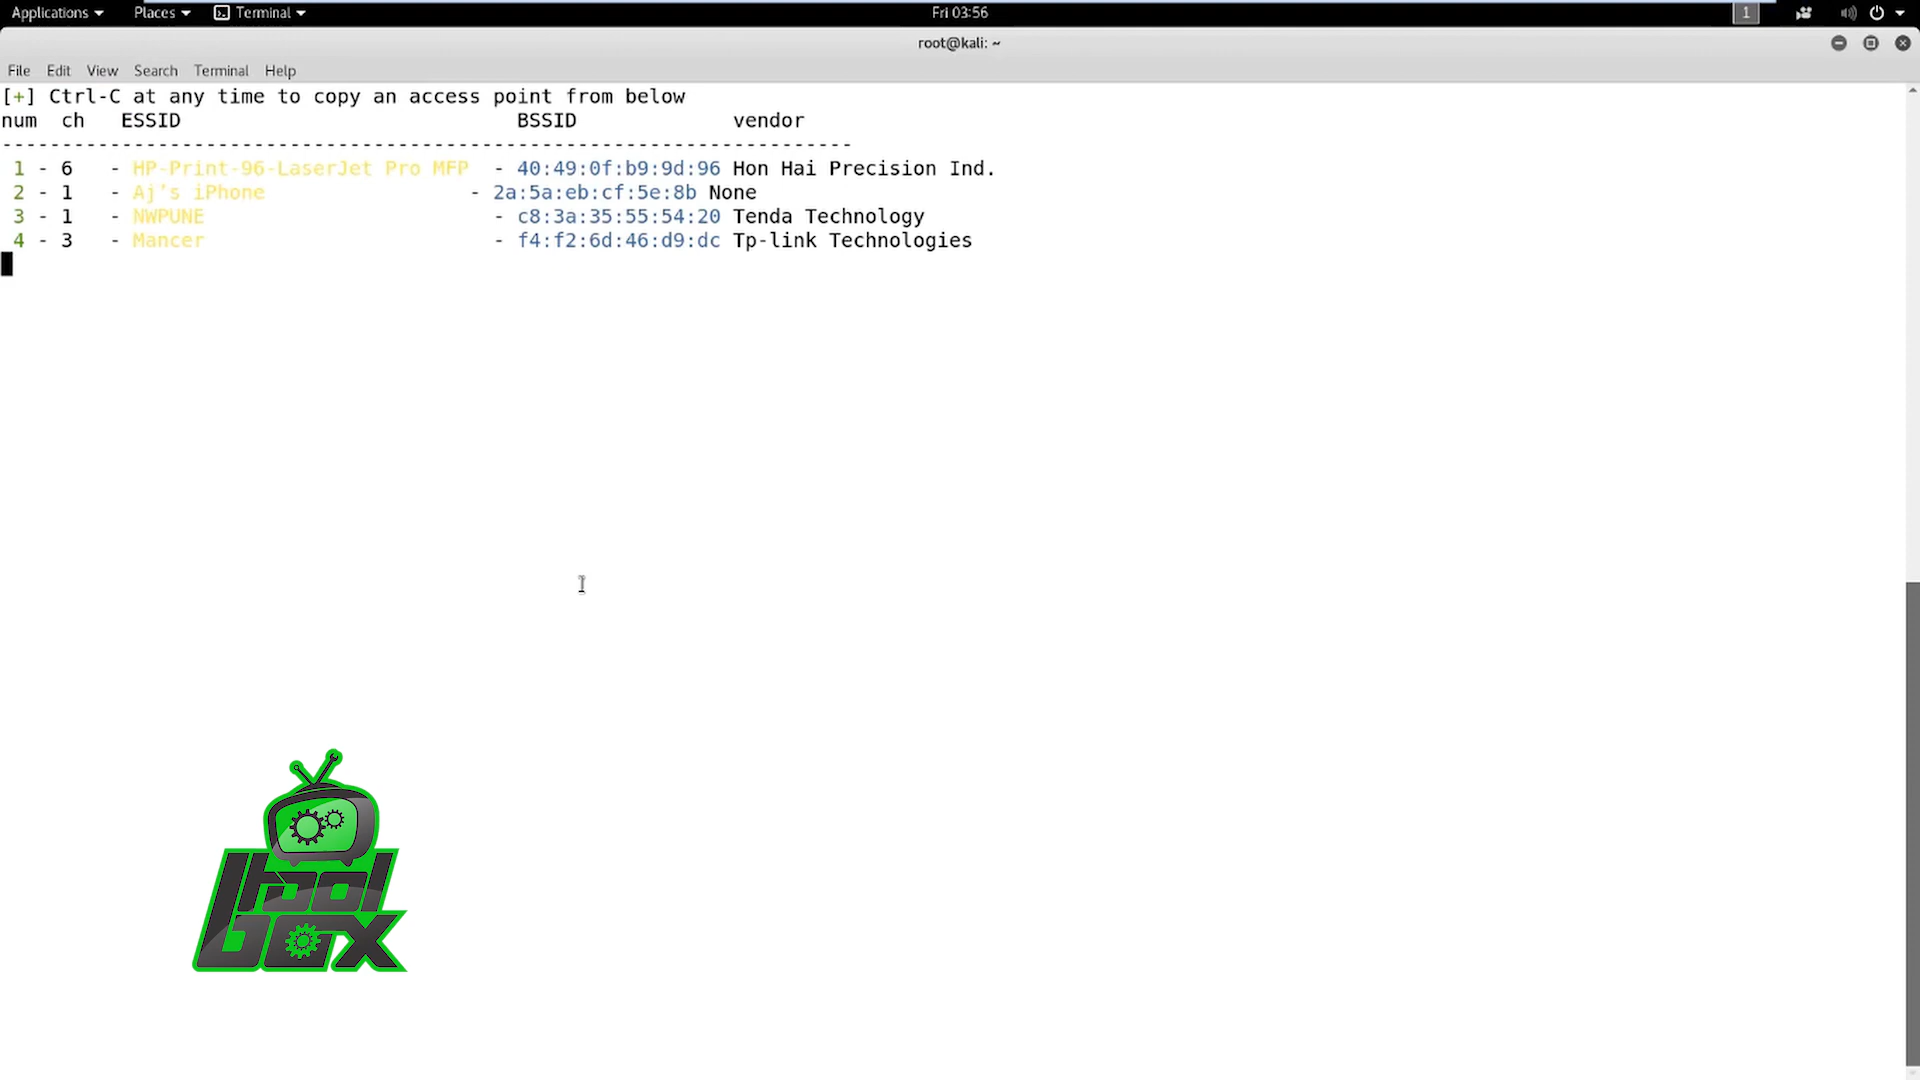 Applications Places Terminal Fri 03:56 1
root@kali: ~
File Edit View Search Terminal Help
[+] Ctrl-C at any time to copy an access point from below
num ch ESSID BSSID vendor
-----------------------------------------------------------------------
1 - 6 - HP-Print-96-LaserJet Pro MFP - 40:49:0f:b9:9d:96 Hon Hai Precision Ind.
2 - 1 - Aj’s iPhone - 2a:5a:eb:cf:5e:8b None
3 - 1 - NWPUNE - c8:3a:35:55:54:20 Tenda Technology
4 - 3 - Mancer - f4:f2:6d:46:d9:dc Tp-link Technologies
tool
box